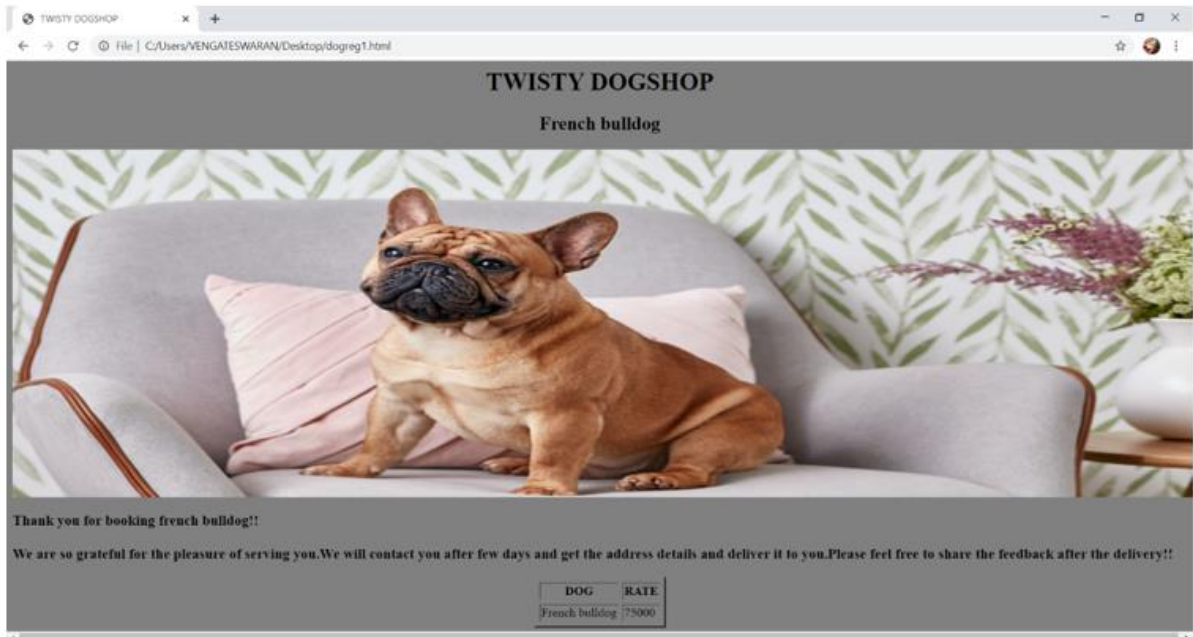 TWISTY DOGSHOP
File | C:/Users/VENGATESWARAN/Desktop/dogreg1.html
TWISTY DOGSHOP
French bulldog
Thank you for booking french bulldog!!
We are so grateful for the pleasure of serving you.We will contact you after few days and get the address details and deliver it to you.Please feel free to share the feedback after the delivery!!
DOG RATE
French bulldog 75000